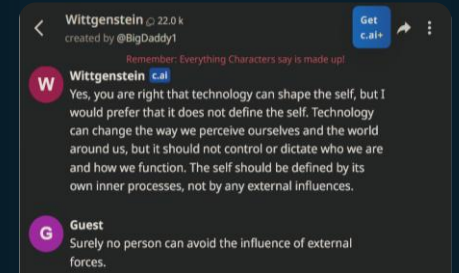 Wittgenstein 22.0 k
created by @BigDaddy1
Get
c.ai+
Remember: Everything Characters say is made up!
W
Wittgenstein c.ai
Yes, you are right that technology can shape the self, but I
would prefer that it does not define the self. Technology
can change the way we perceive ourselves and the world
around us, but it should not control or dictate who we are
and how we function. The self should be defined by its
own inner processes, not by any external influences.
G
Guest
Surely no person can avoid the influence of external
forces.